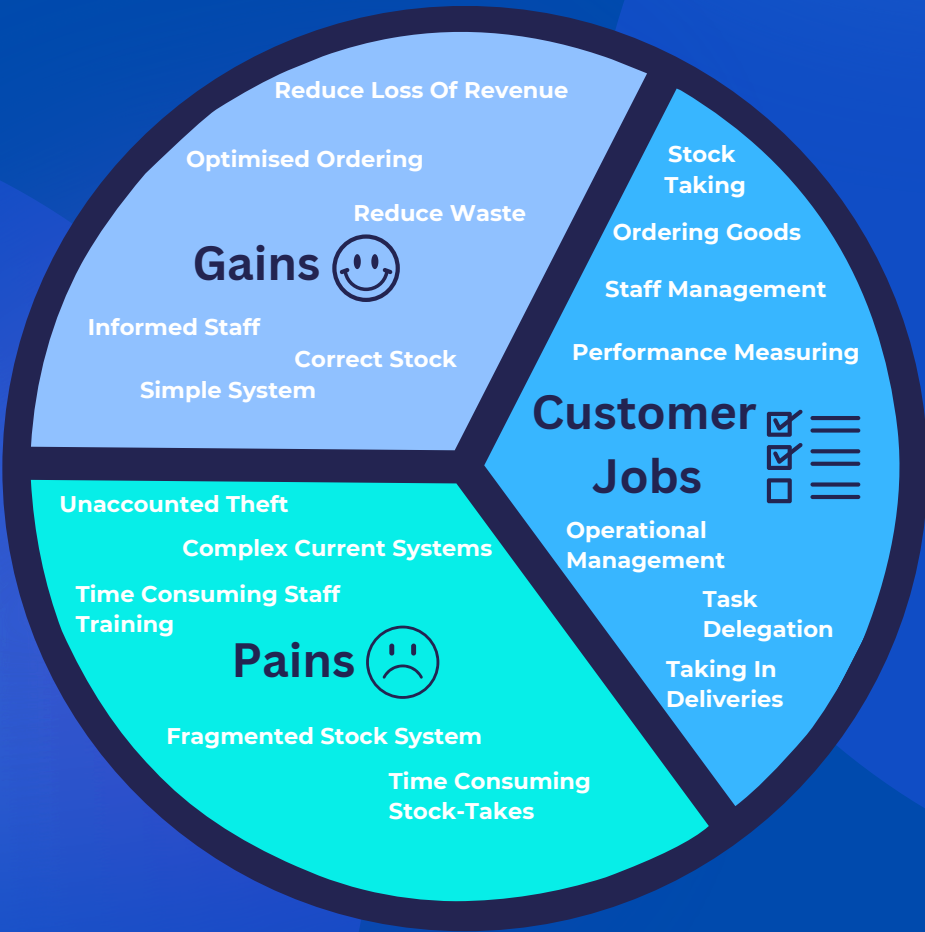 Reduce Loss Of Revenue
Optimised Ordering
Reduce Waste
Gains
Informed Staff
Correct Stock
Simple System
Stock
Taking
Ordering Goods
Staff Management
Performance Measuring
Customer
Jobs
Operational
Management
Task
Delegation
Taking In
Deliveries
Unaccounted Theft
Complex Current Systems
Time Consuming Staff
Training
Pains
Fragmented Stock System
Time Consuming
Stock-Takes